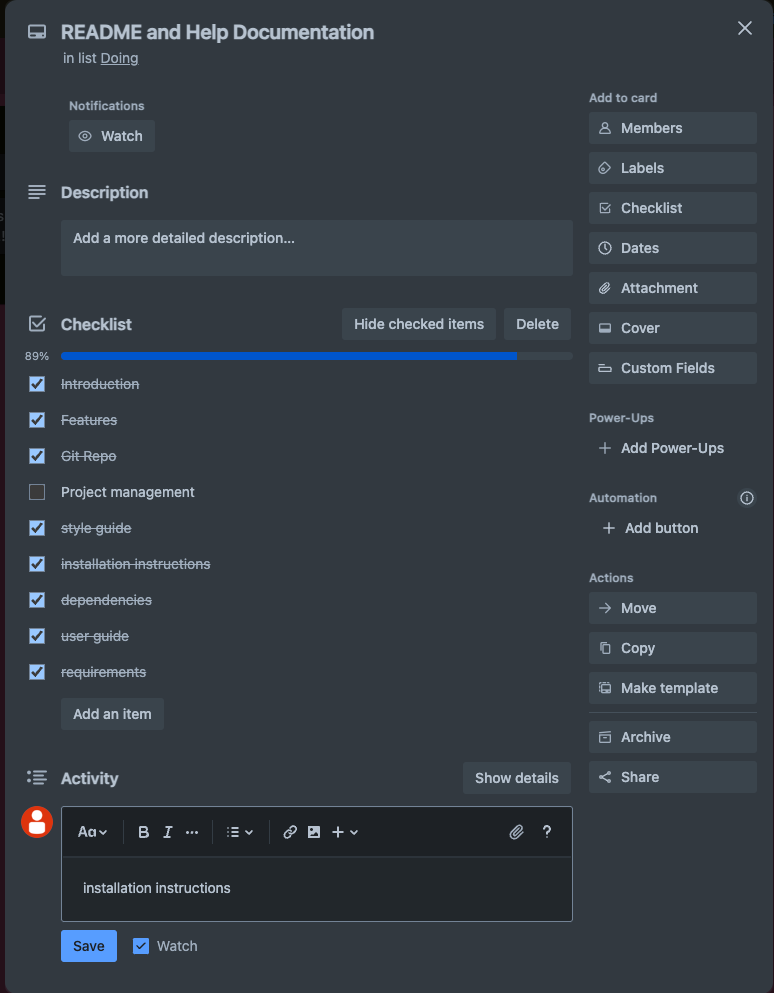 README and Help Documentation
in list Doing
Notifications
Watch
Description
Add a more detailed description...
Checklist
Hide checked items
Delete
89%
Introduction
Features
Git Repo
Project management
style guide
installation instructions
dependencies
user guide
requirements
Add an item
Activity
Show details
Aa
B I ...
?
installation instructions
Save
Watch
Add to card
Members
Labels
Checklist
Dates
Attachment
Cover
Custom Fields
Power-Ups
Add Power-Ups
Automation
Add button
Actions
Move
Copy
Make template
Archive
Share